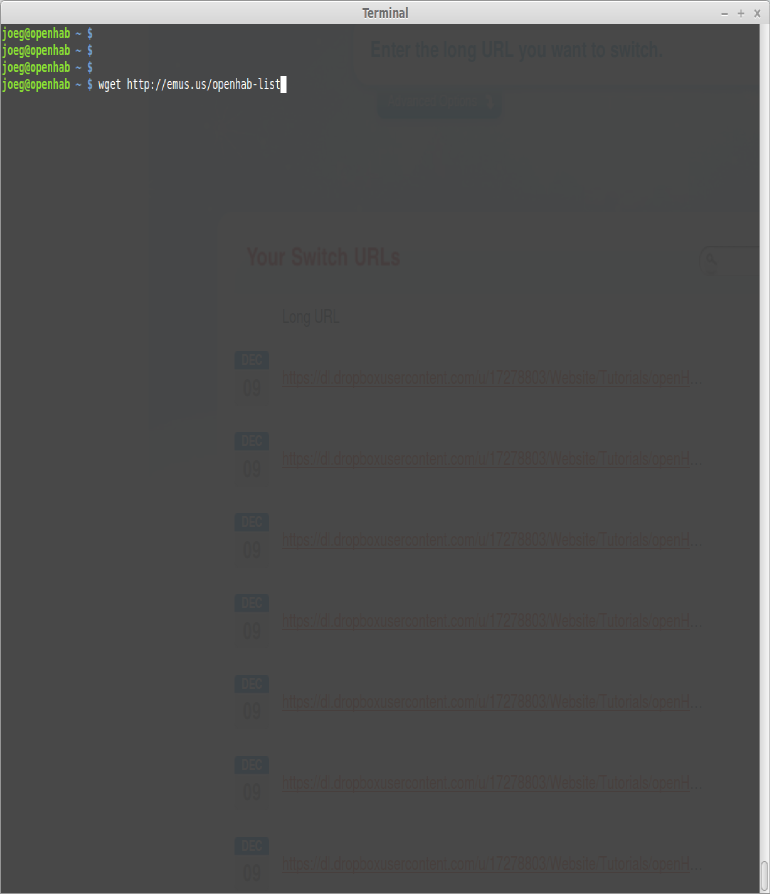 Terminal
joeg@openhab ~ $
joeg@openhab ~ $
joeg@openhab ~ $
joeg@openhab ~ $ wget http://emus.us/openhab-list
Enter the long URL you want to switch.
Your Switch URLs
Long URL
DEC
09
https://dl.dropboxusercontent.com/u/17278803/Website/Tutorials/openH...
DEC
09
https://dl.dropboxusercontent.com/u/17278803/Website/Tutorials/openH...
DEC
09
https://dl.dropboxusercontent.com/u/17278803/Website/Tutorials/openH...
DEC
09
https://dl.dropboxusercontent.com/u/17278803/Website/Tutorials/openH...
DEC
09
https://dl.dropboxusercontent.com/u/17278803/Website/Tutorials/openH...
DEC
09
https://dl.dropboxusercontent.com/u/17278803/Website/Tutorials/openH...
DEC
09
https://dl.dropboxusercontent.com/u/17278803/Website/Tutorials/openH...